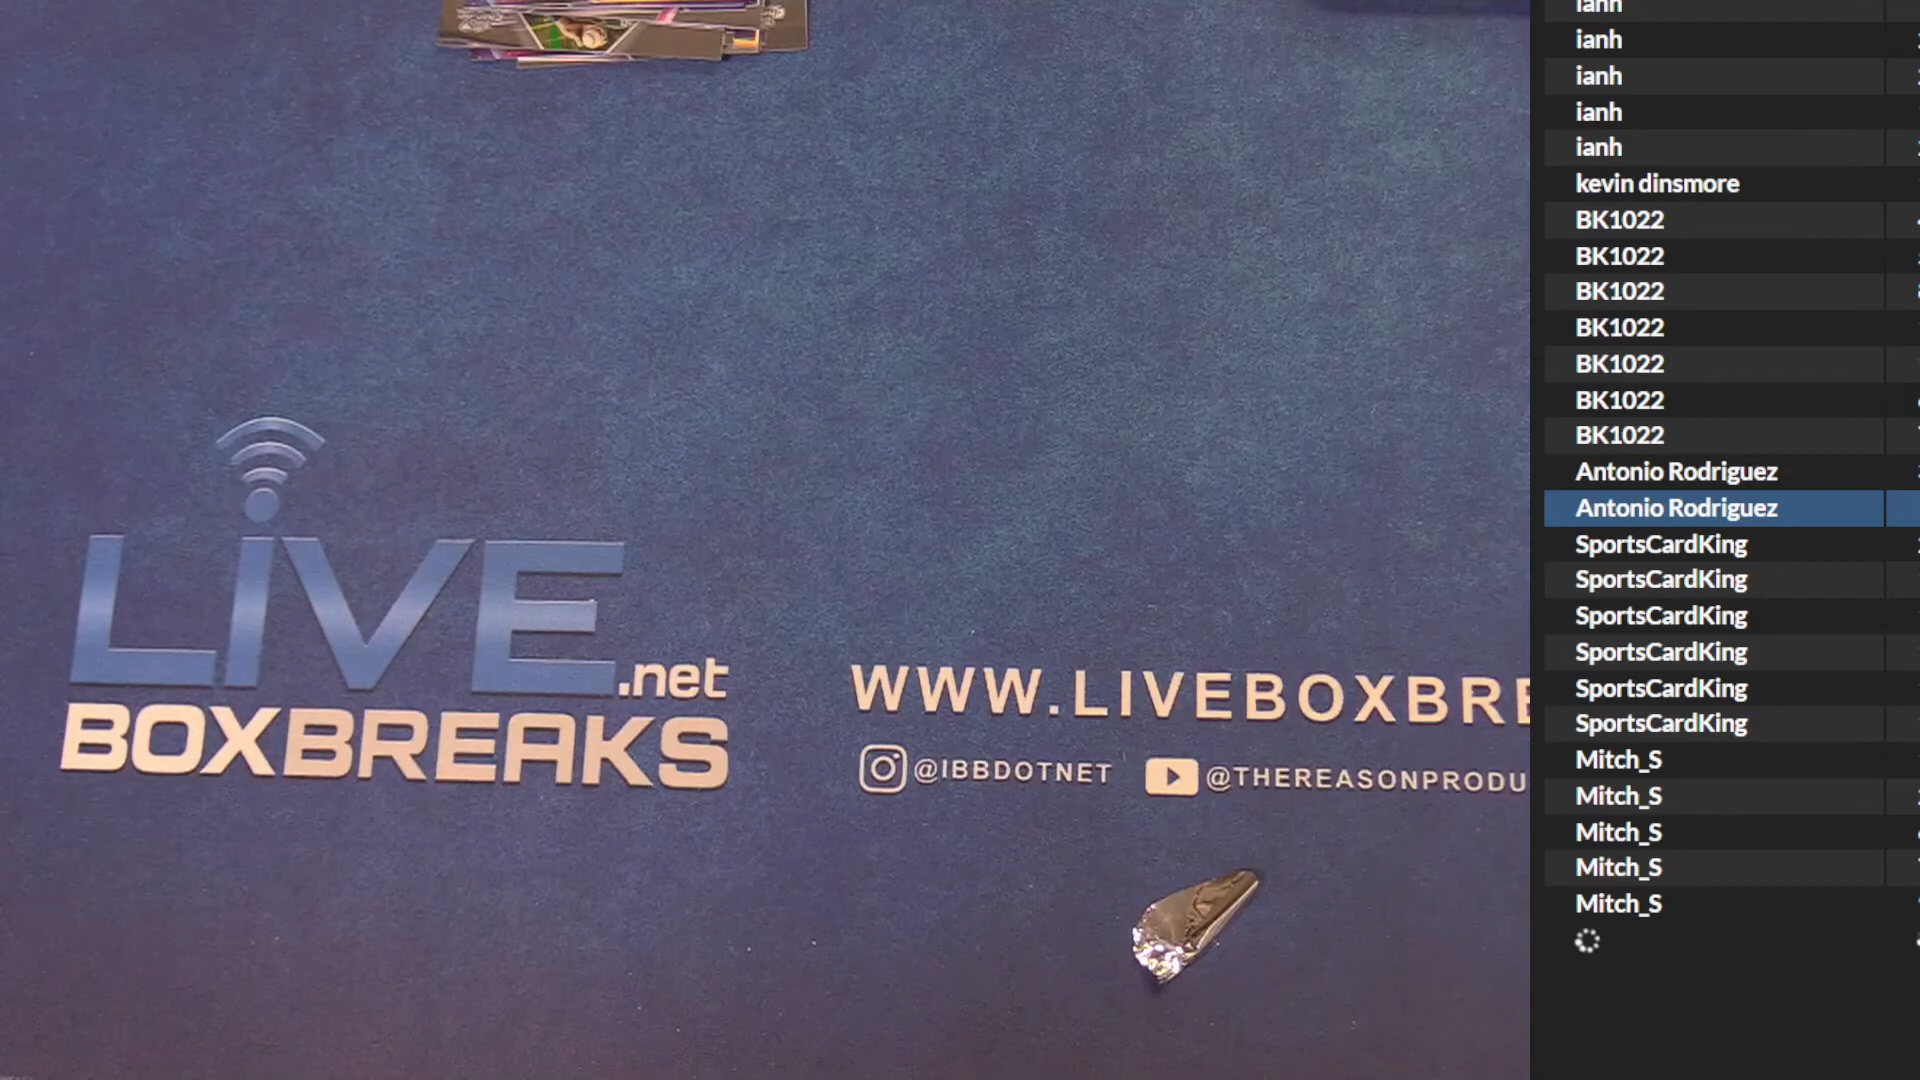 ianh
ianh
ianh
ianh
ianh
kevin dinsmore
BK1022
BK1022
BK1022
BK1022
BK1022
BK1022
BK1022
Antonio Rodriguez
Antonio Rodriguez
SportsCardKing
SportsCardKing
SportsCardKing
SportsCardKing
SportsCardKing
SportsCardKing
Mitch_S
Mitch_S
Mitch_S
Mitch_S
Mitch_S
LiVE.net
BOXBREAKS
WWW.LIVEBOXBRE
@IBBDOTNET @THEREASONPRODU